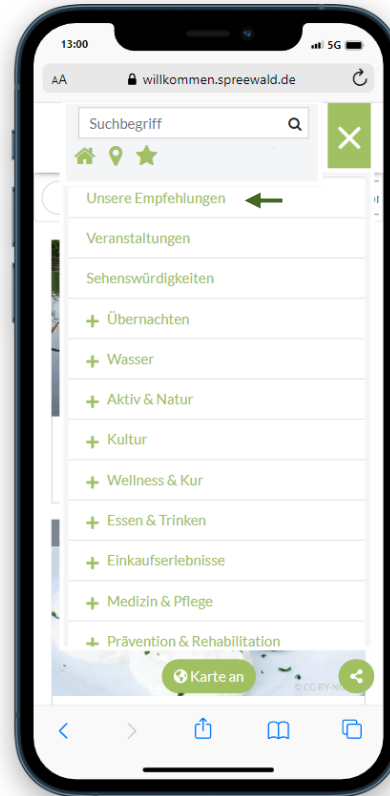 13:00
5G
AA willkommen.spreewald.de
Suchbegriff
Unsere Empfehlungen
Veranstaltungen
Sehenswürdigkeiten
+ Übernachten
+ Wasser
+ Aktiv & Natur
+ Kultur
+ Wellness & Kur
+ Essen & Trinken
+ Einkaufserlebnisse
+ Medizin & Pflege
+ Prävention & Rehabilitation
Karte an